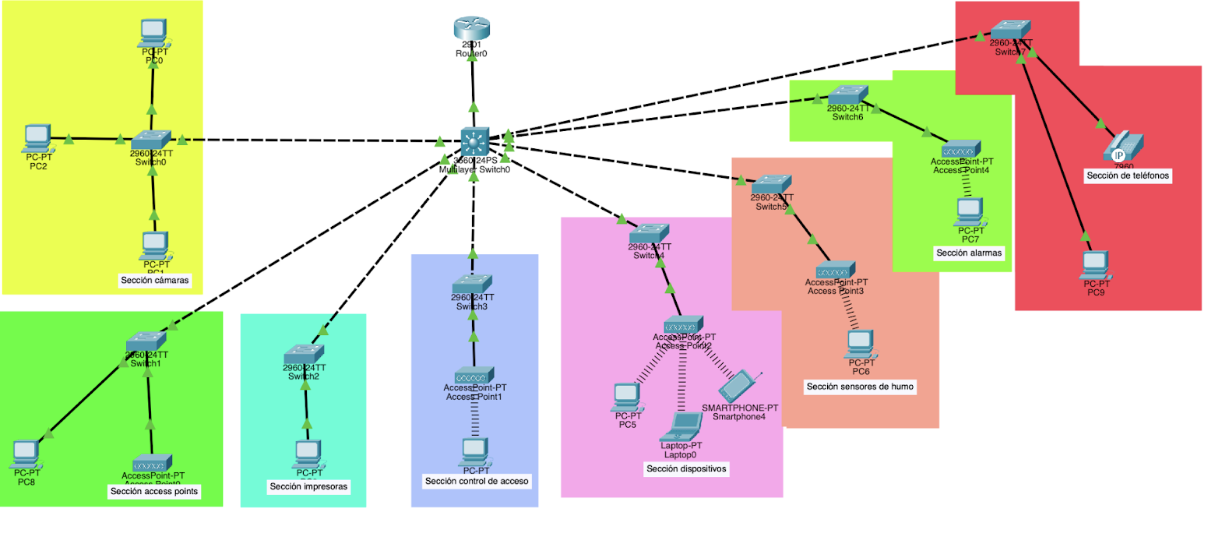 2901
Router0
3560-24PS
Multilayer Switch0
PC-PT
PC0
PC-PT
PC2
2960-24TT
Switch0
PC-PT
PC1
Sección cámaras
2960-24TT
Switch1
PC-PT
PC8
AccessPoint-PT
Access Point0
Sección access points
2960-24TT
Switch2
PC-PT
Sección impresoras
2960-24TT
Switch3
AccessPoint-PT
Access Point1
PC-PT
Sección control de acceso
2960-24TT
Switch4
AccessPoint-PT
Access Point2
PC-PT
PC5
Laptop-PT
Laptop0
SMARTPHONE-PT
Smartphone4
Sección dispositivos
2960-24TT
Switch5
AccessPoint-PT
Access Point3
PC-PT
PC6
Sección sensores de humo
2960-24TT
Switch6
AccessPoint-PT
Access Point4
PC-PT
PC7
Sección alarmas
2960-24TT
Switch7
IP
7960
Sección de teléfonos
PC-PT
PC9